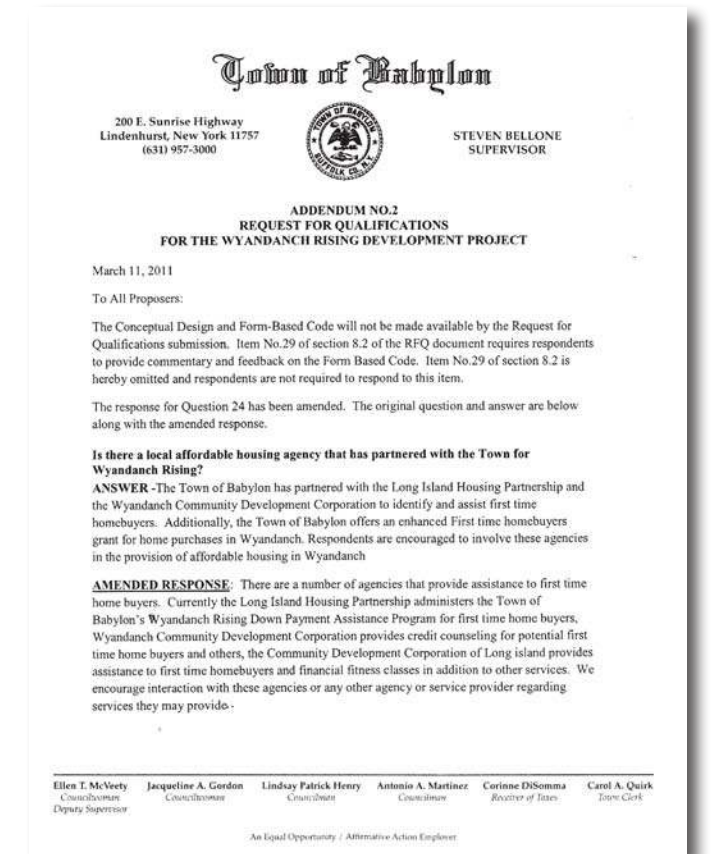 Town of Babylon
200 E. Sunrise Highway
Lindenhurst, New York 11757
(631) 957-3000
TOWN OF BABYLON
SUFFOLK CO. N.Y.
STEVEN BELLONE
SUPERVISOR
ADDENDUM NO.2
REQUEST FOR QUALIFICATIONS
FOR THE WYANDANCH RISING DEVELOPMENT PROJECT
March 11, 2011
To All Proposers:
The Conceptual Design and Form-Based Code will not be made available by the Request for
Qualifications submission. Item No.29 of section 8.2 of the RFQ document requires respondents
to provide commentary and feedback on the Form Based Code. Item No.29 of section 8.2 is
hereby omitted and respondents are not required to respond to this item.
The response for Question 24 has been amended. The original question and answer are below
along with the amended response.
Is there a local affordable housing agency that has partnered with the Town for
Wyandanch Rising?
ANSWER -The Town of Babylon has partnered with the Long Island Housing Partnership and
the Wyandanch Community Development Corporation to identify and assist first time
homebuyers. Additionally, the Town of Babylon offers an enhanced First time homebuyers
grant for home purchases in Wyandanch. Respondents are encouraged to involve these agencies
in the provision of affordable housing in Wyandanch
AMENDED RESPONSE: There are a number of agencies that provide assistance to first time
home buyers. Currently the Long Island Housing Partnership administers the Town of
Babylon's Wyandanch Rising Down Payment Assistance Program for first time home buyers,
Wyandanch Community Development Corporation provides credit counseling for potential first
time home buyers and others, the Community Development Corporation of Long island provides
assistance to first time homebuyers and financial fitness classes in addition to other services. We
encourage interaction with these agencies or any other agency or service provider regarding
services they may provide.
Ellen T. McVeety Jacqueline A. Gordon Lindsay Patrick Henry Antonio A. Martinez Corinne DiSomma Carol A. Quirk
Councilwoman Councilwoman Councilman Councilman Receiver of Taxes Town Clerk
Deputy Supervisor
An Equal Opportunity / Affirmative Action Employer